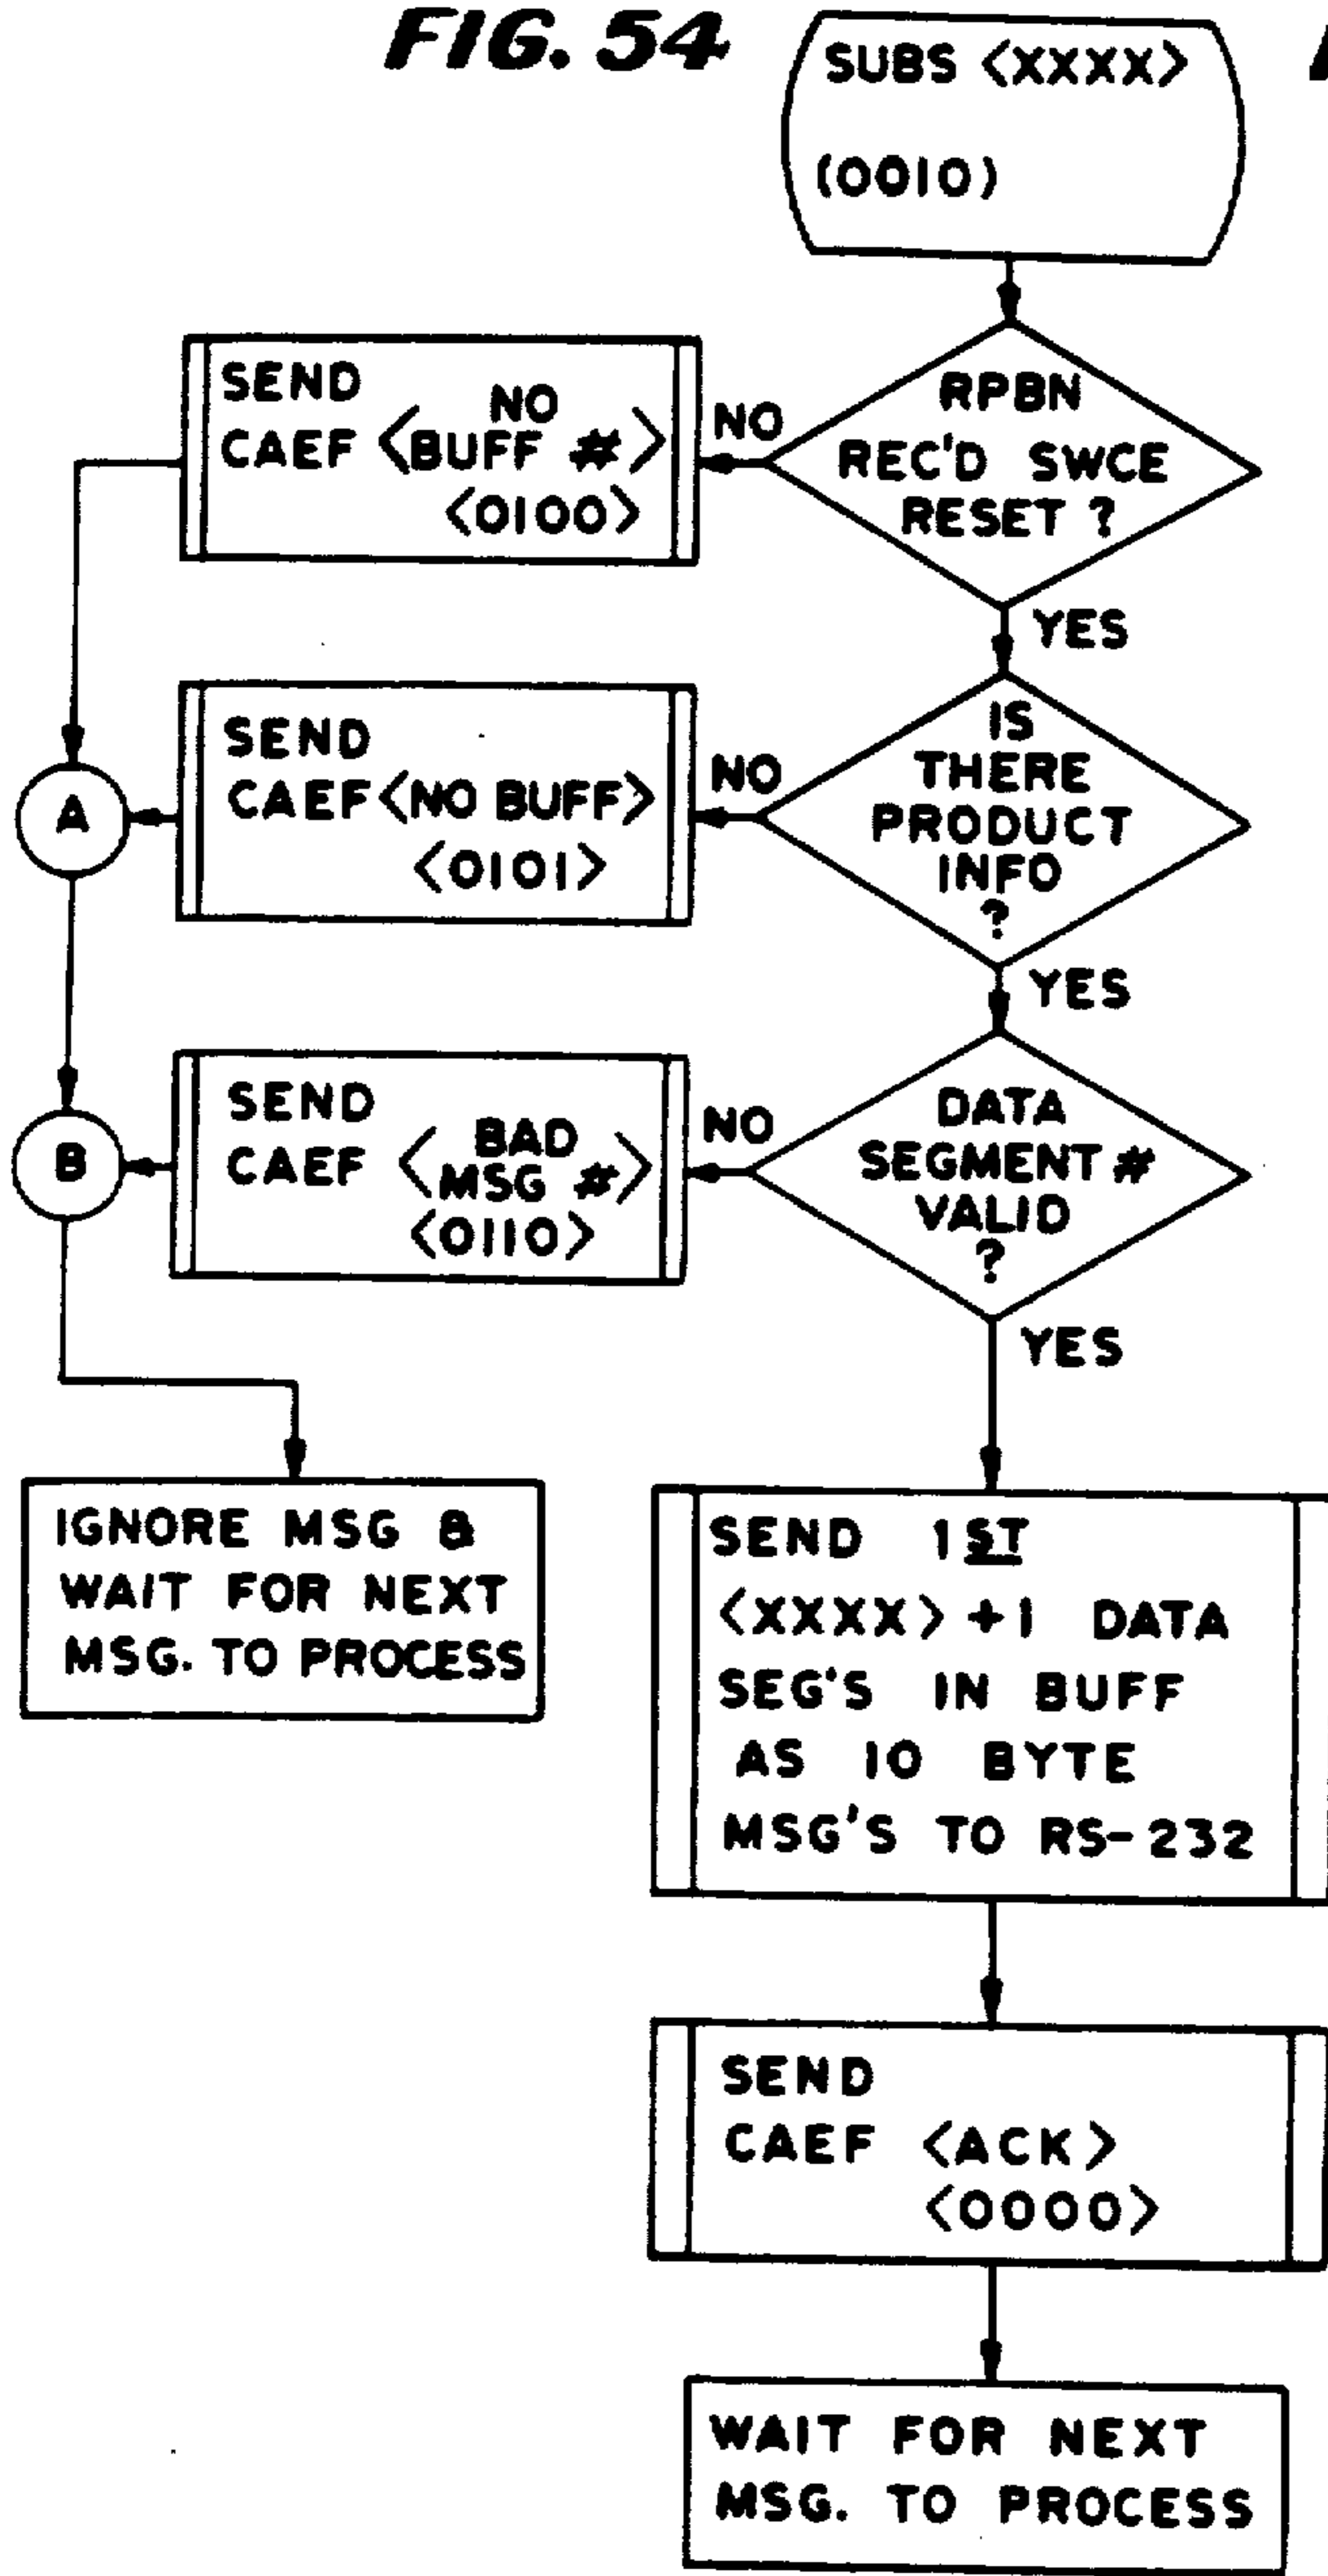 FIG. 54
SUBS <XXXX>
(0010)
RPBN
REC'D SWCE
RESET ?
NO
SEND
CAEF <NO
BUFF #>
<0100>
YES
IS
THERE
PRODUCT
INFO
?
NO
SEND
CAEF <NO BUFF>
<0101>
A
YES
DATA
SEGMENT #
VALID
?
NO
SEND
CAEF <BAD
MSG #>
<0110>
B
YES
IGNORE MSG &
WAIT FOR NEXT
MSG. TO PROCESS
SEND 1ST
<XXXX> +1 DATA
SEG'S IN BUFF
AS 10 BYTE
MSG'S TO RS-232
SEND
CAEF <ACK>
<0000>
WAIT FOR NEXT
MSG. TO PROCESS